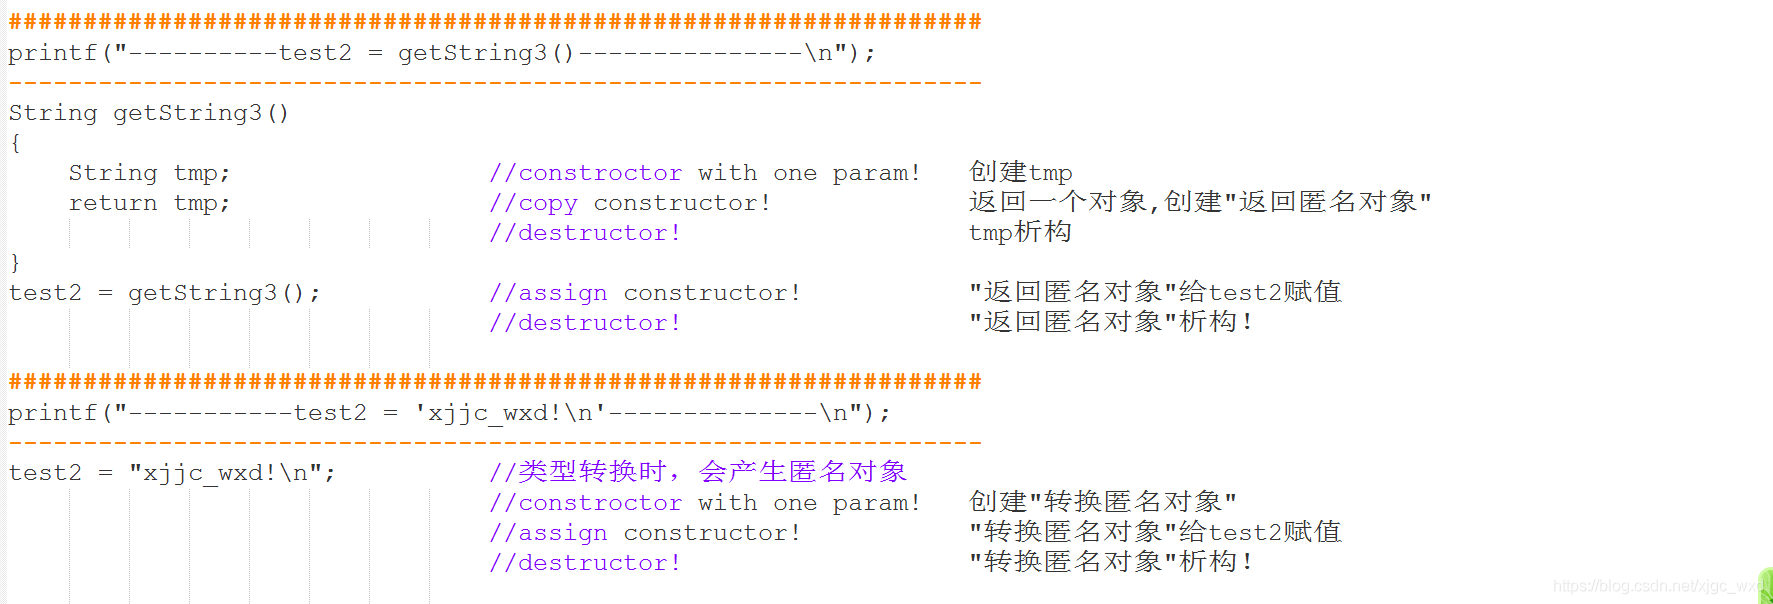 #################################################################
printf("----------test2 = getString3()---------------\n");
-----------------------------------------------------------------
String getString3()
{
    String tmp; //constroctor with one param! 创建tmp
    return tmp; //copy constructor! 返回一个对象,创建"返回匿名对象"
    //destructor! tmp析构
}
test2 = getString3(); //assign constructor! "返回匿名对象"给test2赋值
    //destructor! "返回匿名对象"析构!
#################################################################
printf("-----------test2 = 'xjjc_wxd!\n'--------------\n");
-----------------------------------------------------------------
test2 = "xjjc_wxd!\n"; //类型转换时，会产生匿名对象
    //constroctor with one param! 创建"转换匿名对象"
    //assign constructor! "转换匿名对象"给test2赋值
    //destructor! "转换匿名对象"析构!